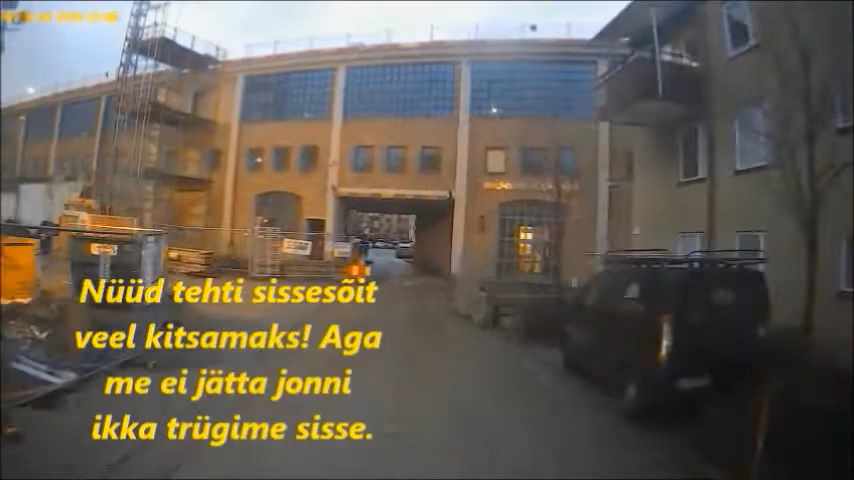 Nüüd tehti sissesõit
veel kitsamaks! Aga
me ei jätta jonni
ikka trügime sisse.